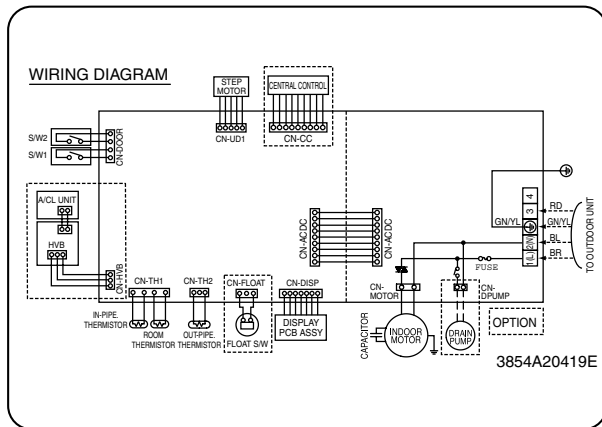 WIRING DIAGRAM
STEP
MOTOR
CENTRAL CONTROL
CN-UD1
CN-CC
S/W2
S/W1
CN-DOOR
A/CL UNIT
HVB
CN-HVB
CN-ACDC
CN-ACDC
4
3
2(N)
1(L)
RD
GN/YL
GN/YL
BL
BR
TO OUTDOOR UNIT
FUSE
CN-TH1
CN-TH2
CN-FLOAT
CN-DISP
CN-
MOTOR
CN-
DPUMP
IN-PIPE.
THERMISTOR
ROOM
THERMISTOR
OUT-PIPE.
THERMISTOR
FLOAT S/W
DISPLAY
PCB ASSY
CAPACITOR
INDOOR
MOTOR
DRAIN
PUMP
OPTION
3854A20419E